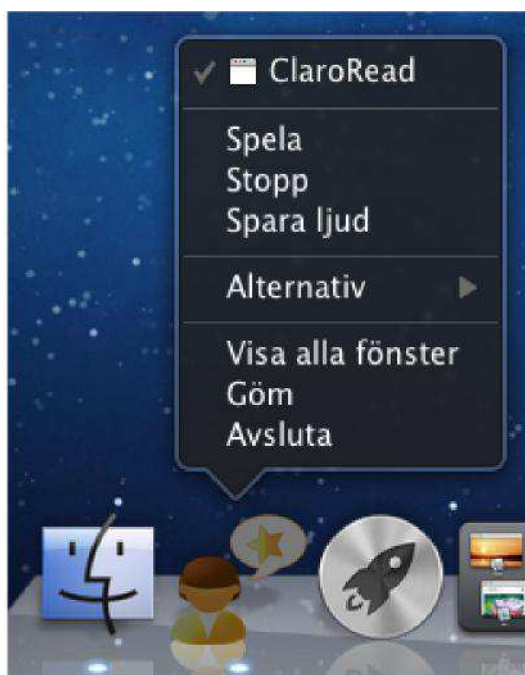 ClaroRead
Spela
Stopp
Spara ljud
Alternativ
Visa alla fönster
Göm
Avsluta